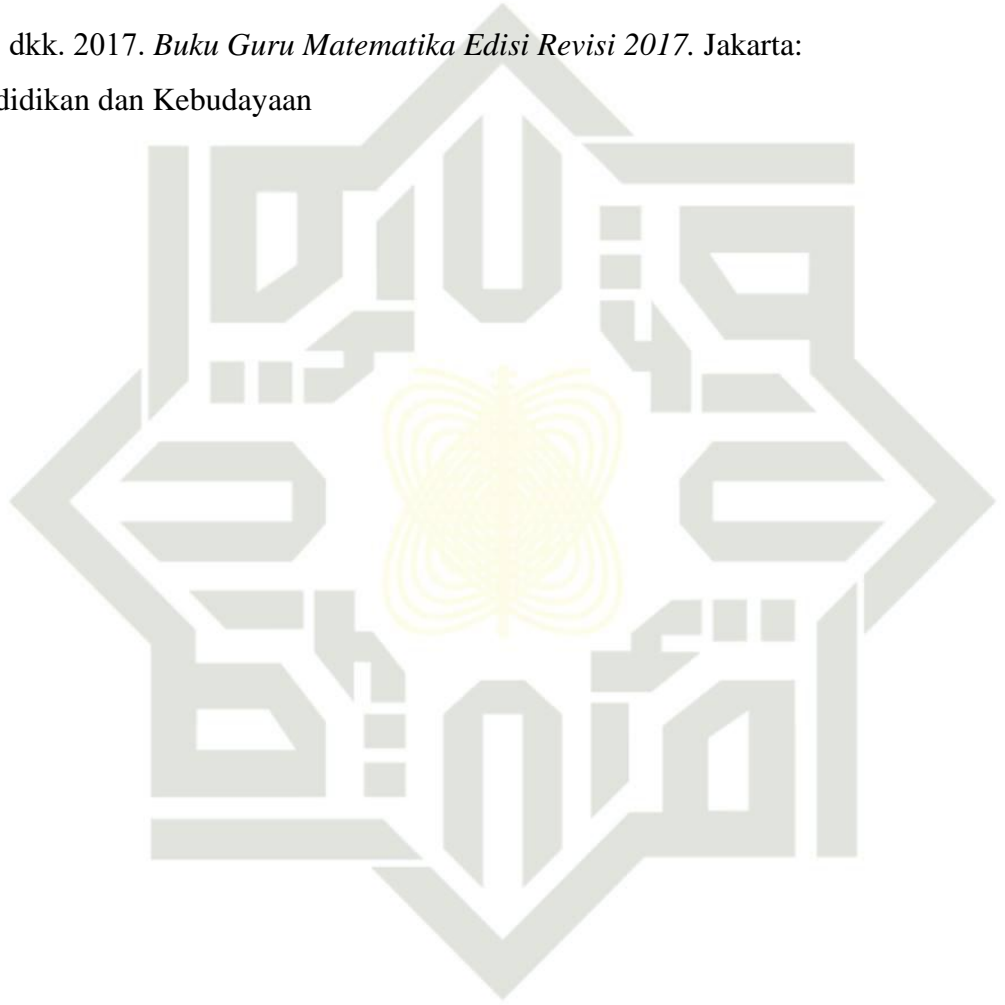 dkk. 2017. Buku Guru Matematika Edisi Revisi 2017. Jakarta:
didikan dan Kebudayaan